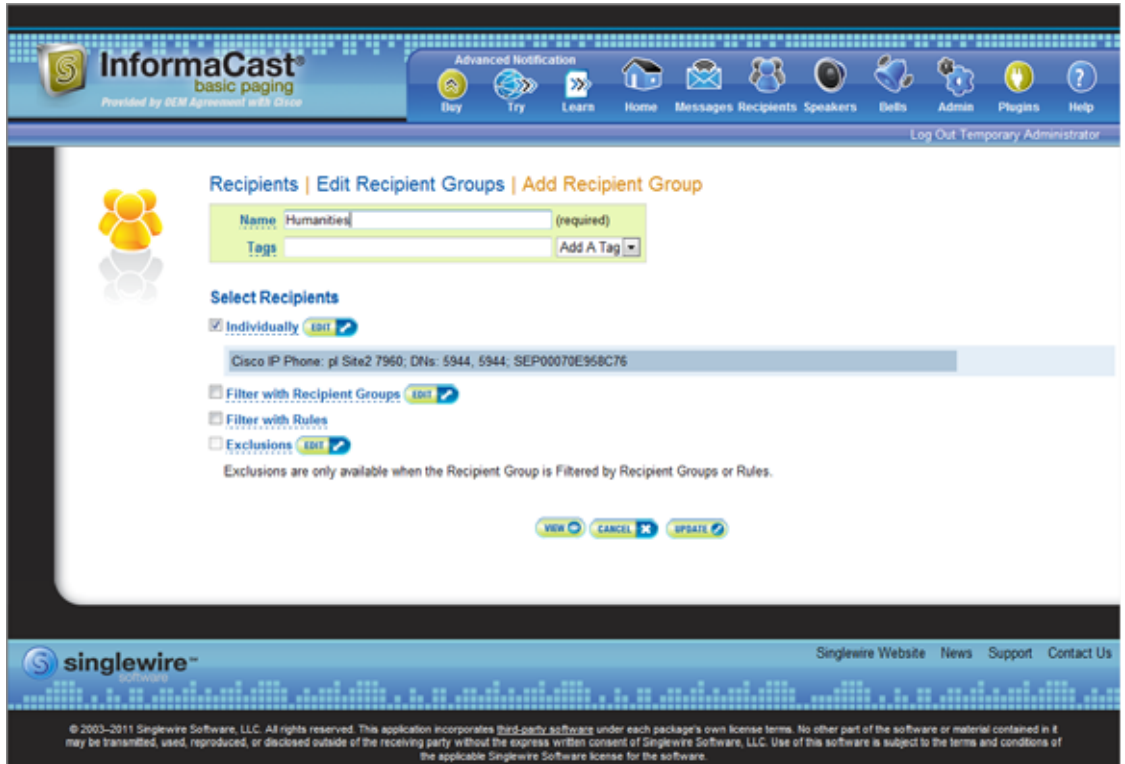 InformaCast®
basic paging
Provided by OEM Agreement with Cisco
Advanced Notification
Buy Try Learn Home Messages Recipients Speakers Bells Admin Plugins Help
Log Out Temporary Administrator
Recipients | Edit Recipient Groups | Add Recipient Group
Name Humanities (required)
Tags Add A Tag
Select Recipients
Individually EDIT
Cisco IP Phone: pl Site2 7960; DNs: 5944, 5944; SEP00070E958C76
Filter with Recipient Groups EDIT
Filter with Rules
Exclusions EDIT
Exclusions are only available when the Recipient Group is Filtered by Recipient Groups or Rules.
VIEW CANCEL UPDATE
singlewire™
software
Singlewire Website News Support Contact Us
© 2003–2011 Singlewire Software, LLC. All rights reserved. This application incorporates third-party software under each package's own license terms. No other part of the software or material contained in it
may be transmitted, used, reproduced, or disclosed outside of the receiving party without the express written consent of Singlewire Software, LLC. Use of this software is subject to the terms and conditions of
the applicable Singlewire Software license for the software.